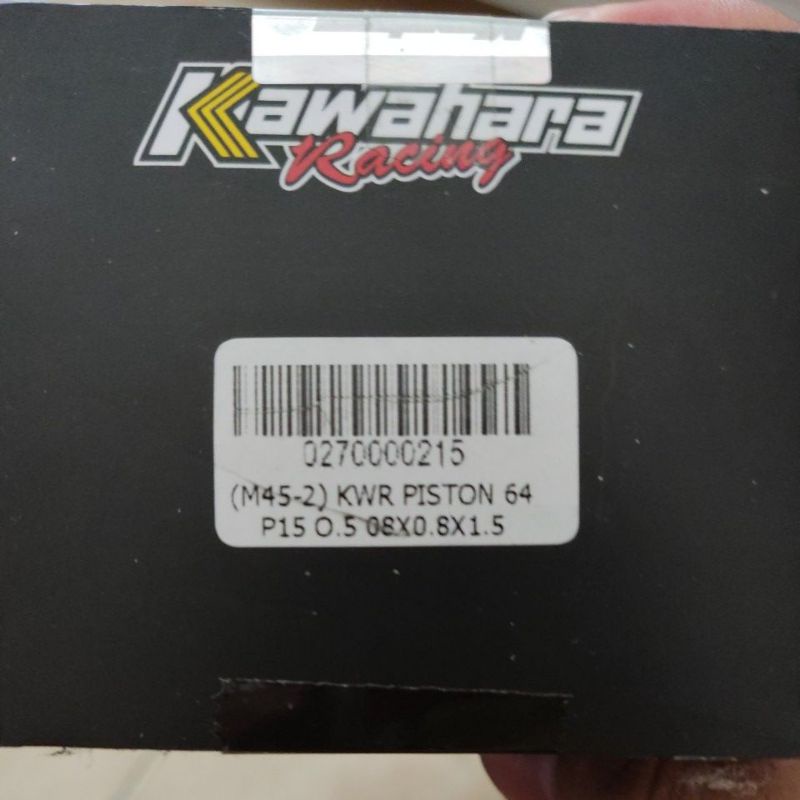 Kawahara
Racing
0270000215
(M45-2) KWR PISTON 64
P15 O.5 08X0.8X1.5